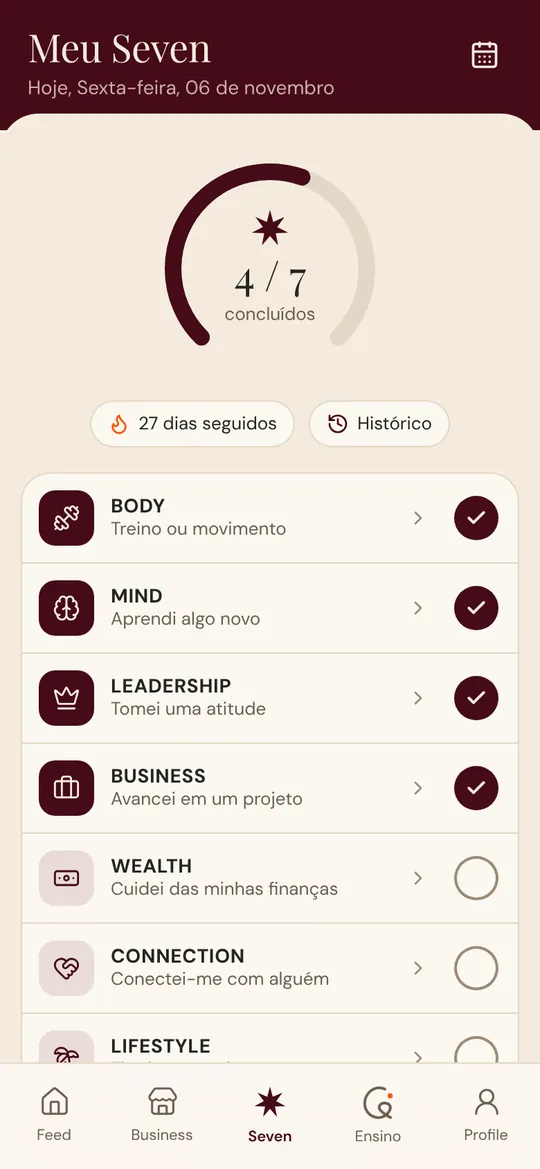 Meu Seven
Hoje, Sexta-feira, 06 de novembro
4 / 7
concluídos
27 dias seguidos
Histórico
BODY
Treino ou movimento
MIND
Aprendi algo novo
LEADERSHIP
Tomei uma atitude
BUSINESS
Avancei em um projeto
WEALTH
Cuidei das minhas finanças
CONNECTION
Conectei-me com alguém
LIFESTYLE
Feed
Business
Seven
Ensino
Profile